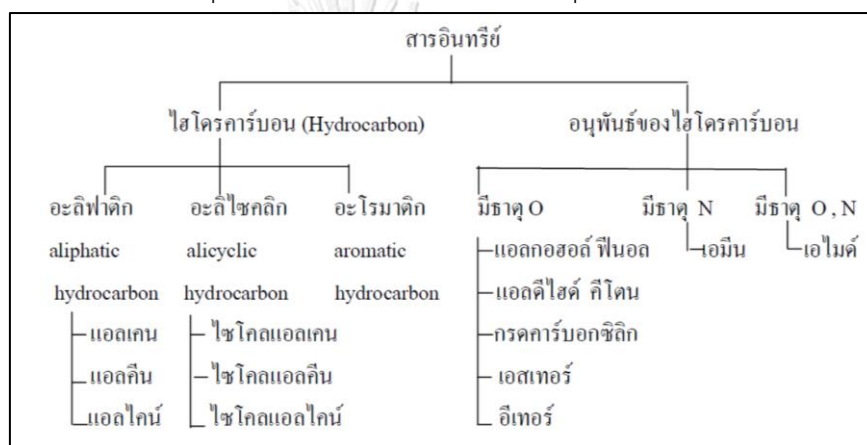 สารอินทรีย์
ไฮโดรคาร์บอน (Hydrocarbon) อนุพันธ์ของไฮโดรคาร์บอน
อะลิฟาติก อะลิไซคลิก อะโรมาติก มีธาตุ O มีธาตุ N มีธาตุ O , N
aliphatic alicyclic aromatic แอลกอฮอล์ ฟีนอล เอมีน เอไมด์
hydrocarbon hydrocarbon hydrocarbon แอลดีไฮด์ คีโตน
แอลเคน ไซโคลแอลเคน กรดคาร์บอกซิลิก
แอลคีน ไซโคลแอลคีน เอสเทอร์
แอลไคน์ ไซโคลแอลไคน์ อีเทอร์